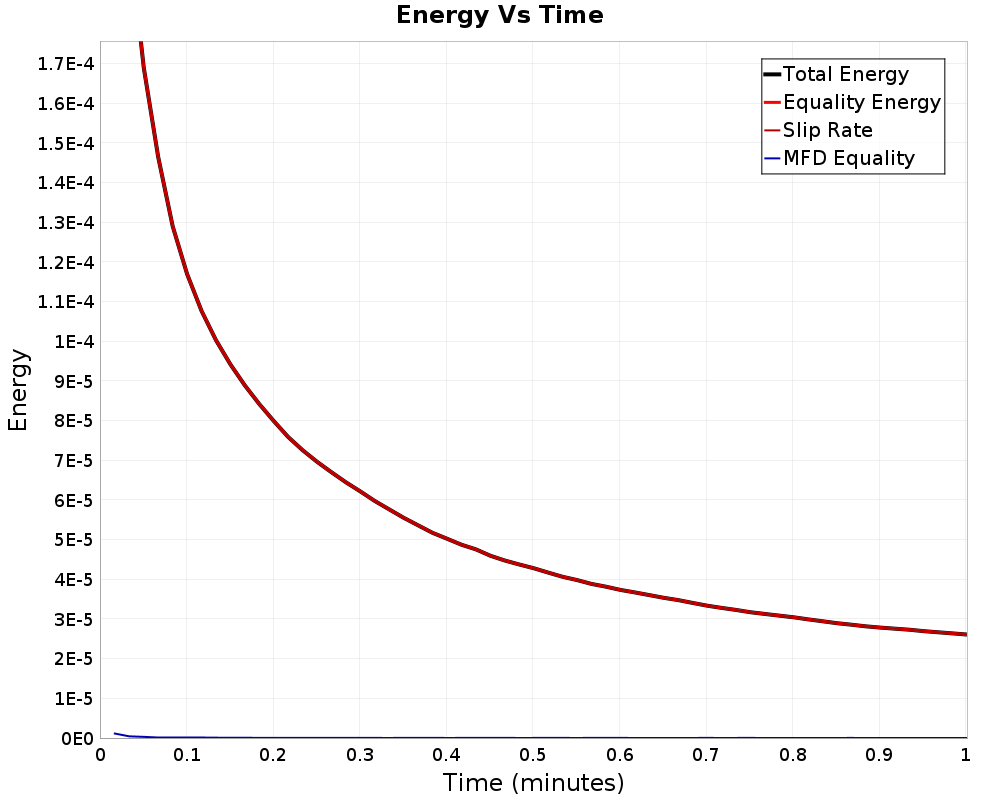 Energy Vs Time
1.7E-4
1.6E-4
1.5E-4
1.4E-4
1.3E-4
1.2E-4
1.1E-4
1E-4
9E-5
8E-5
7E-5
6E-5
5E-5
4E-5
3E-5
2E-5
1E-5
0E0
Energy
Total Energy
Equality Energy
Slip Rate
MFD Equality
0 0.1 0.2 0.3 0.4 0.5 0.6 0.7 0.8 0.9 1
Time (minutes)